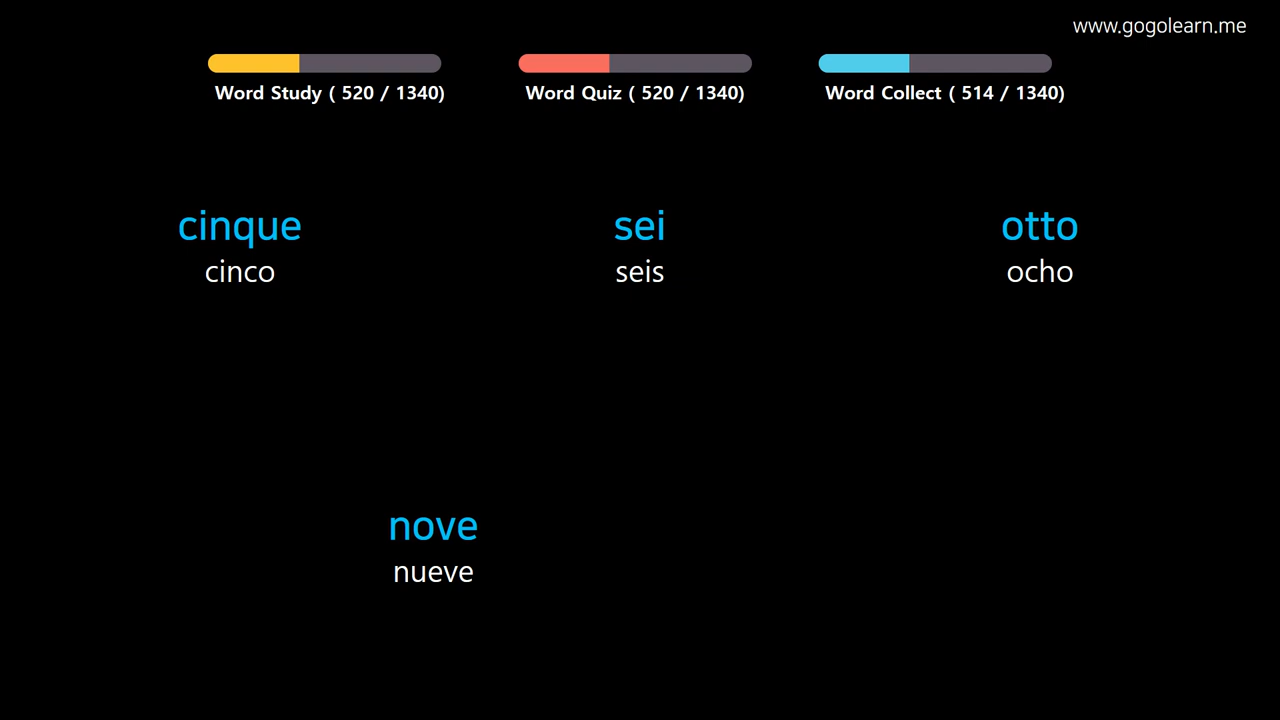 www.gogolearn.me
Word Study ( 520 / 1340)
Word Quiz ( 520 / 1340)
Word Collect ( 514 / 1340)
cinque
cinco
sei
seis
otto
ocho
nove
nueve